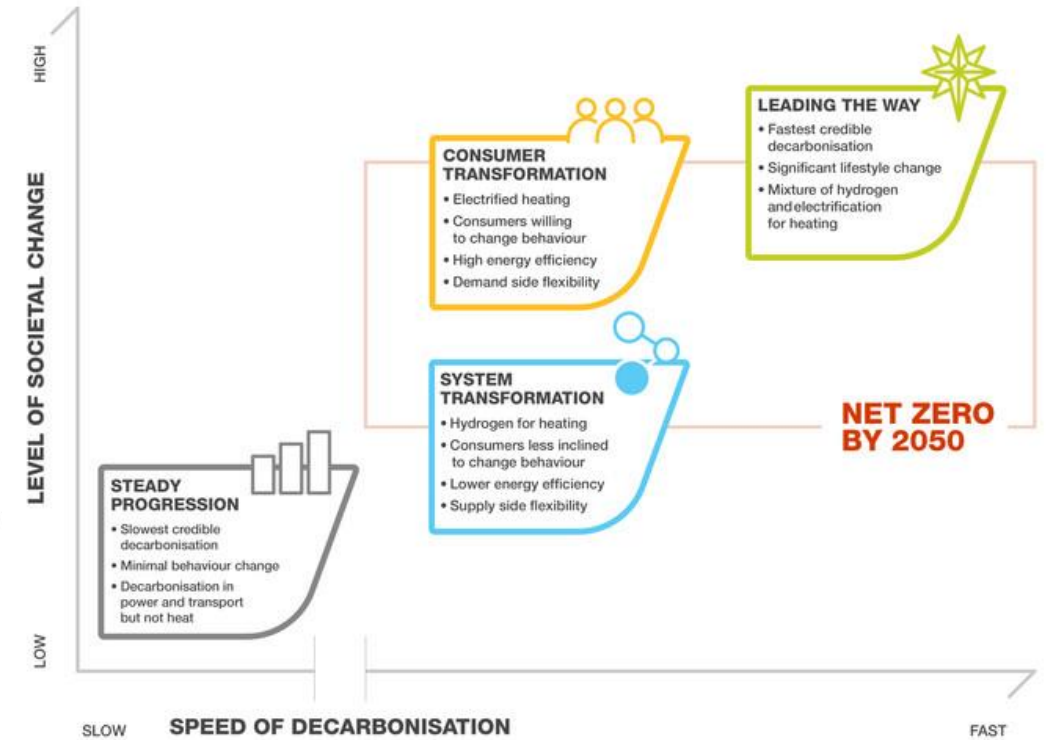 HIGH
LEVEL OF SOCIETAL CHANGE
LOW
LEADING THE WAY
• Fastest credible
decarbonisation
• Significant lifestyle change
• Mixture of hydrogen
and electrification
for heating
CONSUMER
TRANSFORMATION
• Electrified heating
• Consumers willing
to change behaviour
• High energy efficiency
• Demand side flexibility
SYSTEM
TRANSFORMATION
• Hydrogen for heating
• Consumers less inclined
to change behaviour
• Lower energy efficiency
• Supply side flexibility
NET ZERO
BY 2050
STEADY
PROGRESSION
• Slowest credible
decarbonisation
• Minimal behaviour change
• Decarbonisation in
power and transport
but not heat
SLOW
SPEED OF DECARBONISATION
FAST